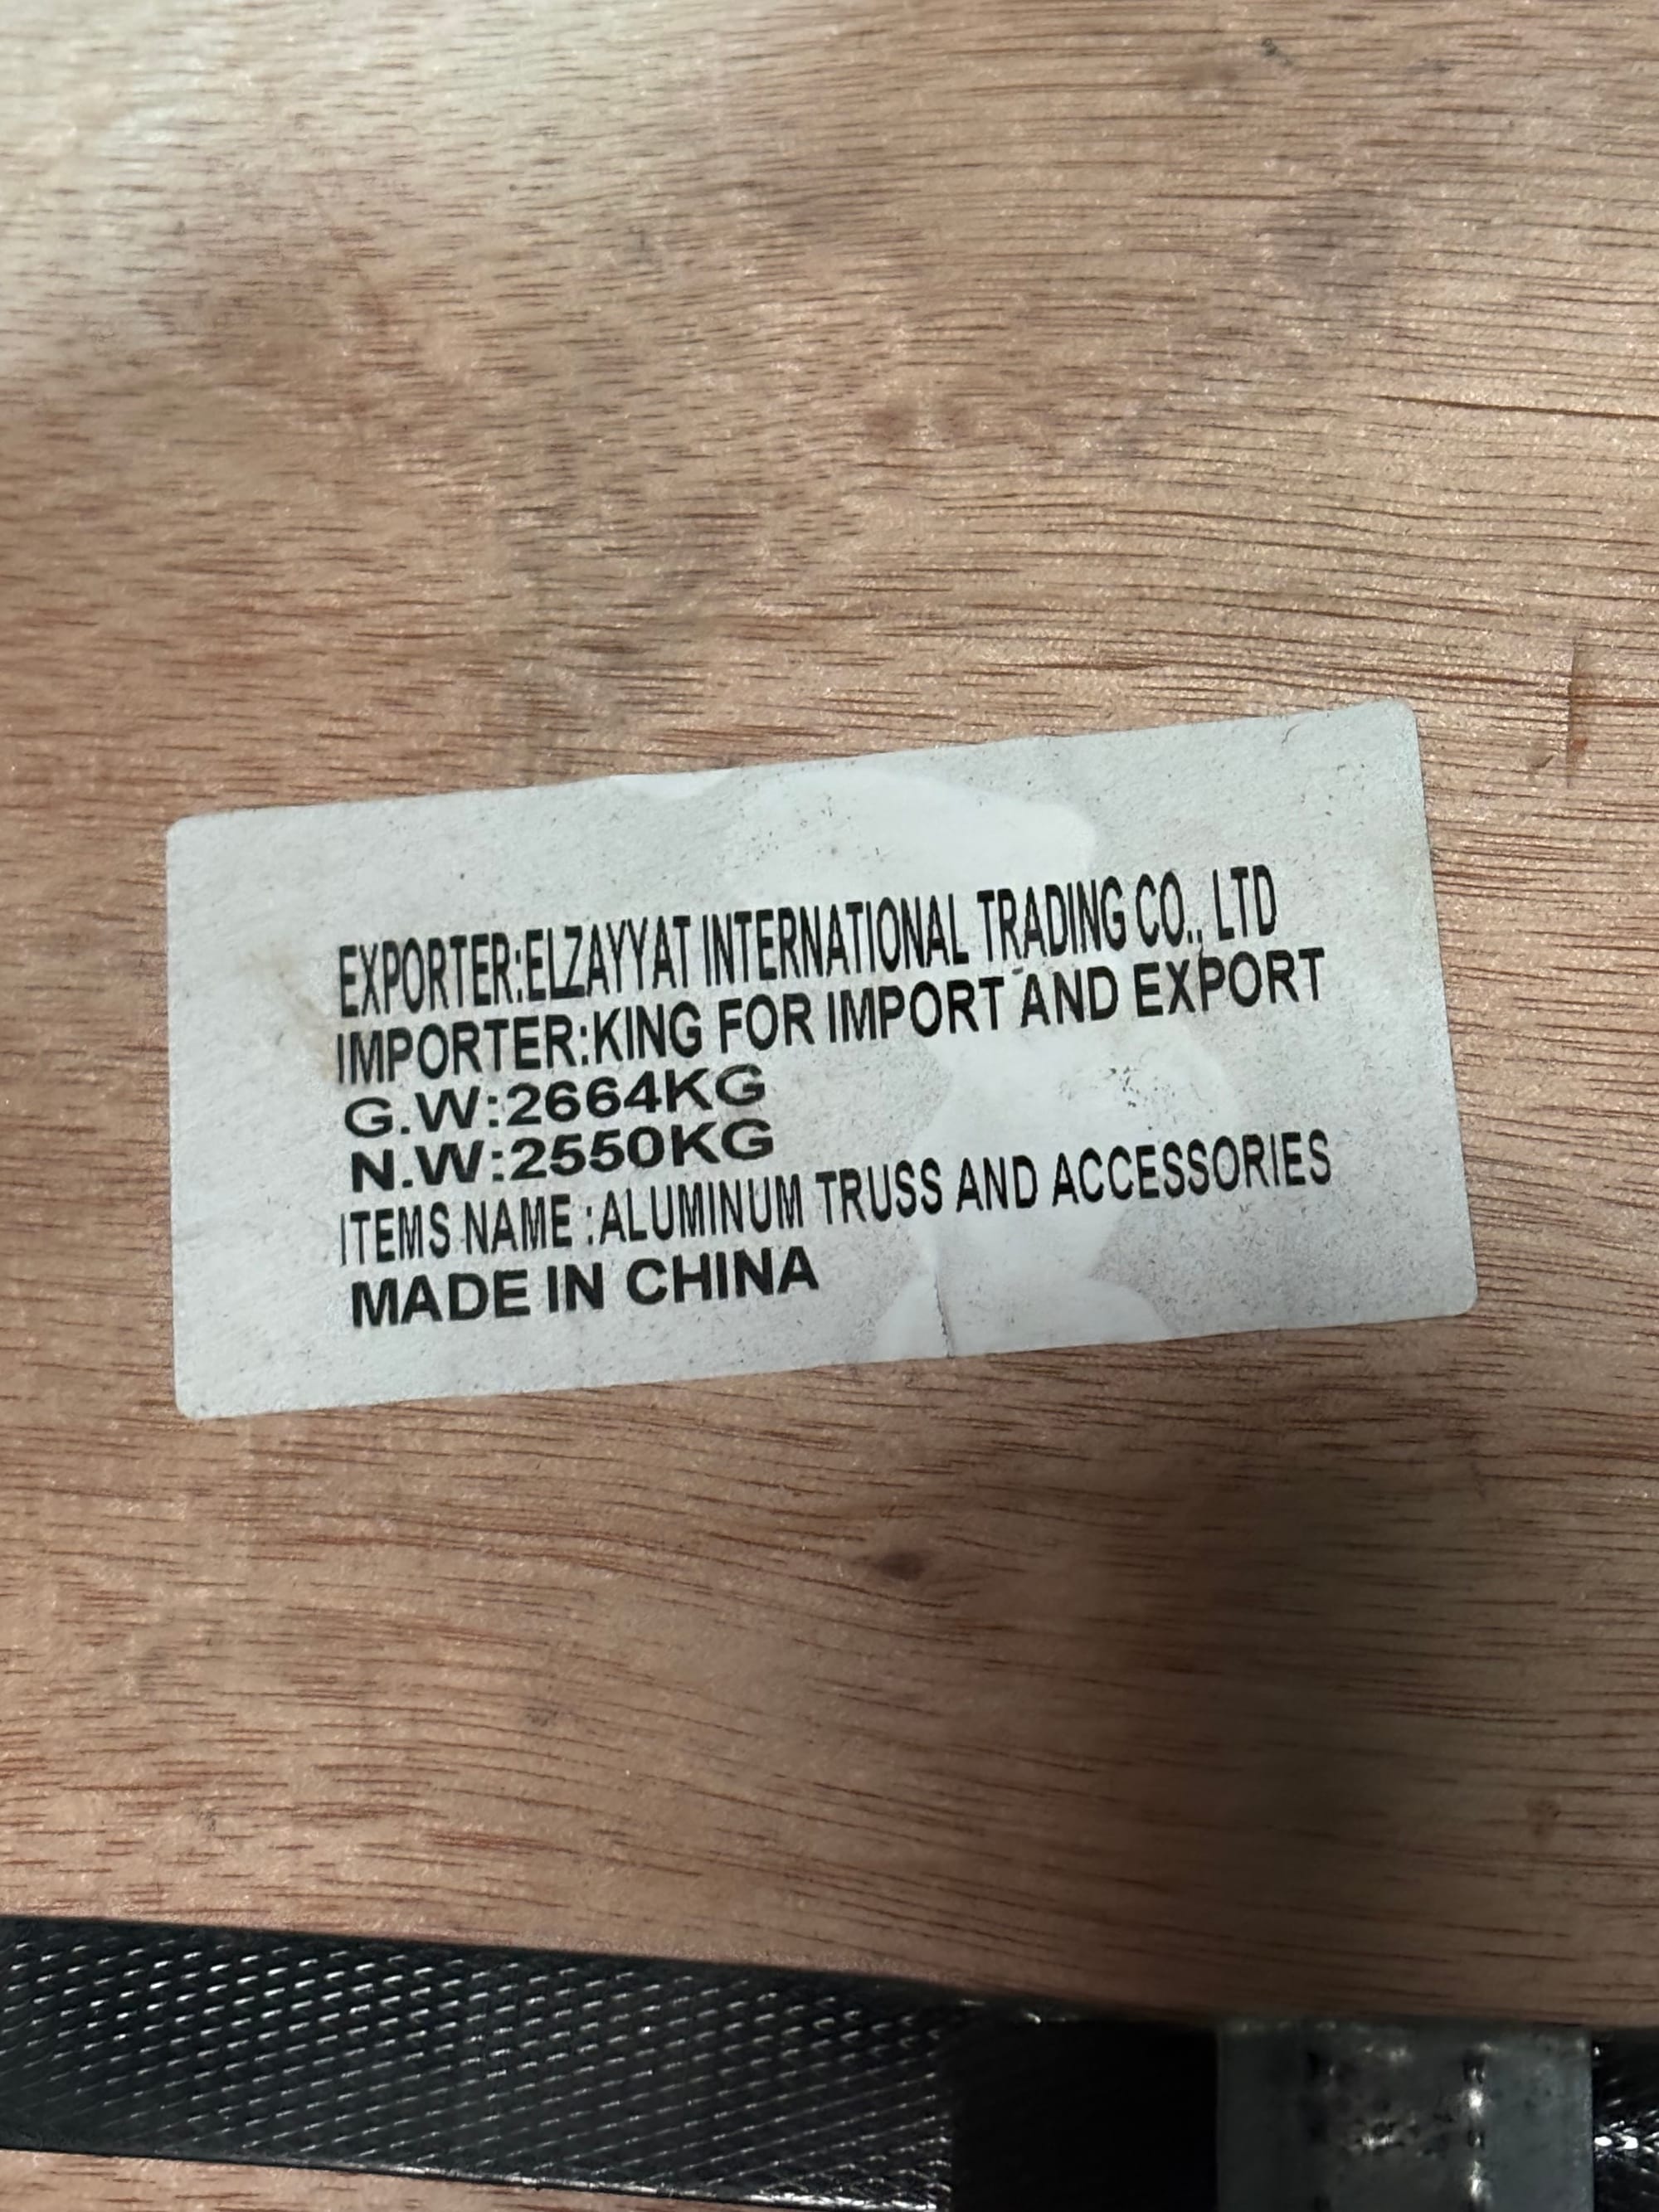 EXPORTER:ELZAYYAT INTERNATIONAL TRADING CO., LTD
IMPORTER:KING FOR IMPORT AND EXPORT
G.W:2664KG
N.W:2550KG
ITEMS NAME :ALUMINUM TRUSS AND ACCESSORIES
MADE IN CHINA